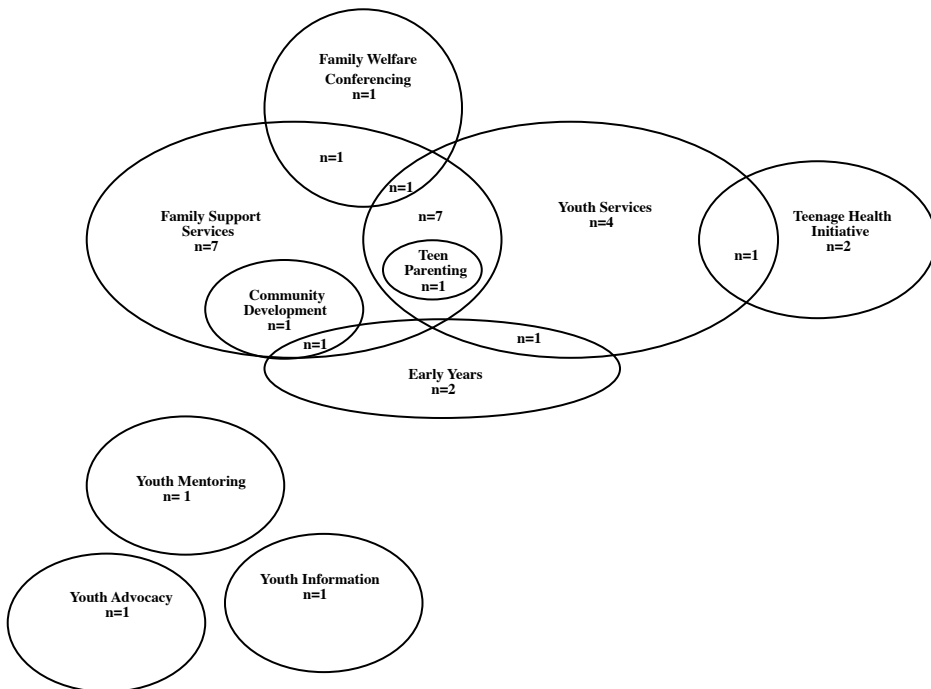 Family Welfare
Conferencing
n=1
n=1
n=1
Family Support
Services
n=7
n=7
Youth Services
n=4
Teenage Health
Initiative
n=2
n=1
Teen
Parenting
n=1
Community
Development
n=1
n=1
n=1
Early Years
n=2
Youth Mentoring
n= 1
Youth Advocacy
n=1
Youth Information
n=1